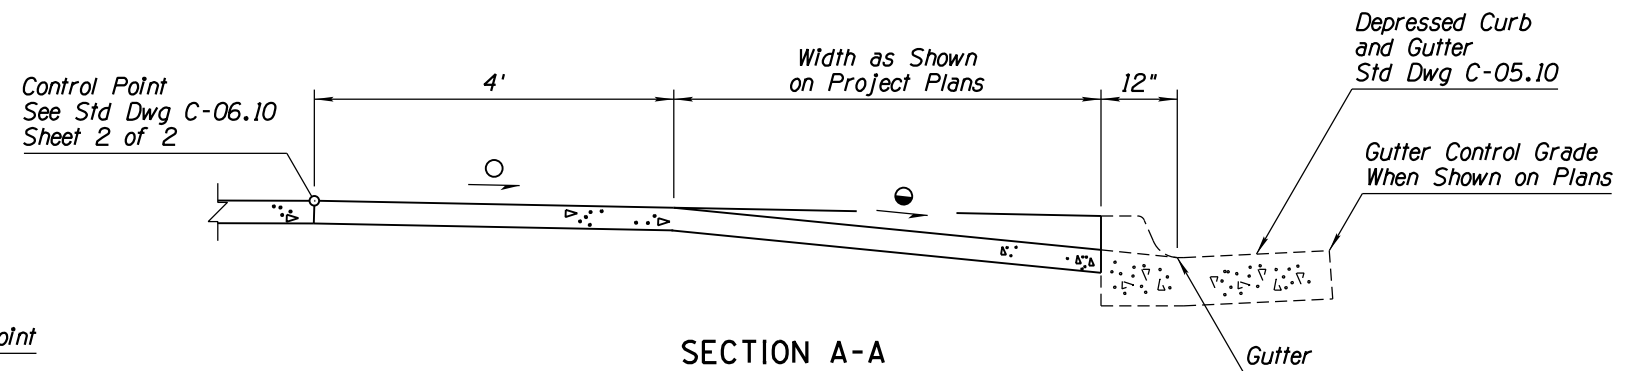 Depressed Curb
and Gutter
Std Dwg C-05.10
Width as Shown
on Project Plans
Control Point
See Std Dwg C-06.10
Sheet 2 of 2
4'
12"
Gutter Control Grade
When Shown on Plans
oint
SECTION A-A
Gutter